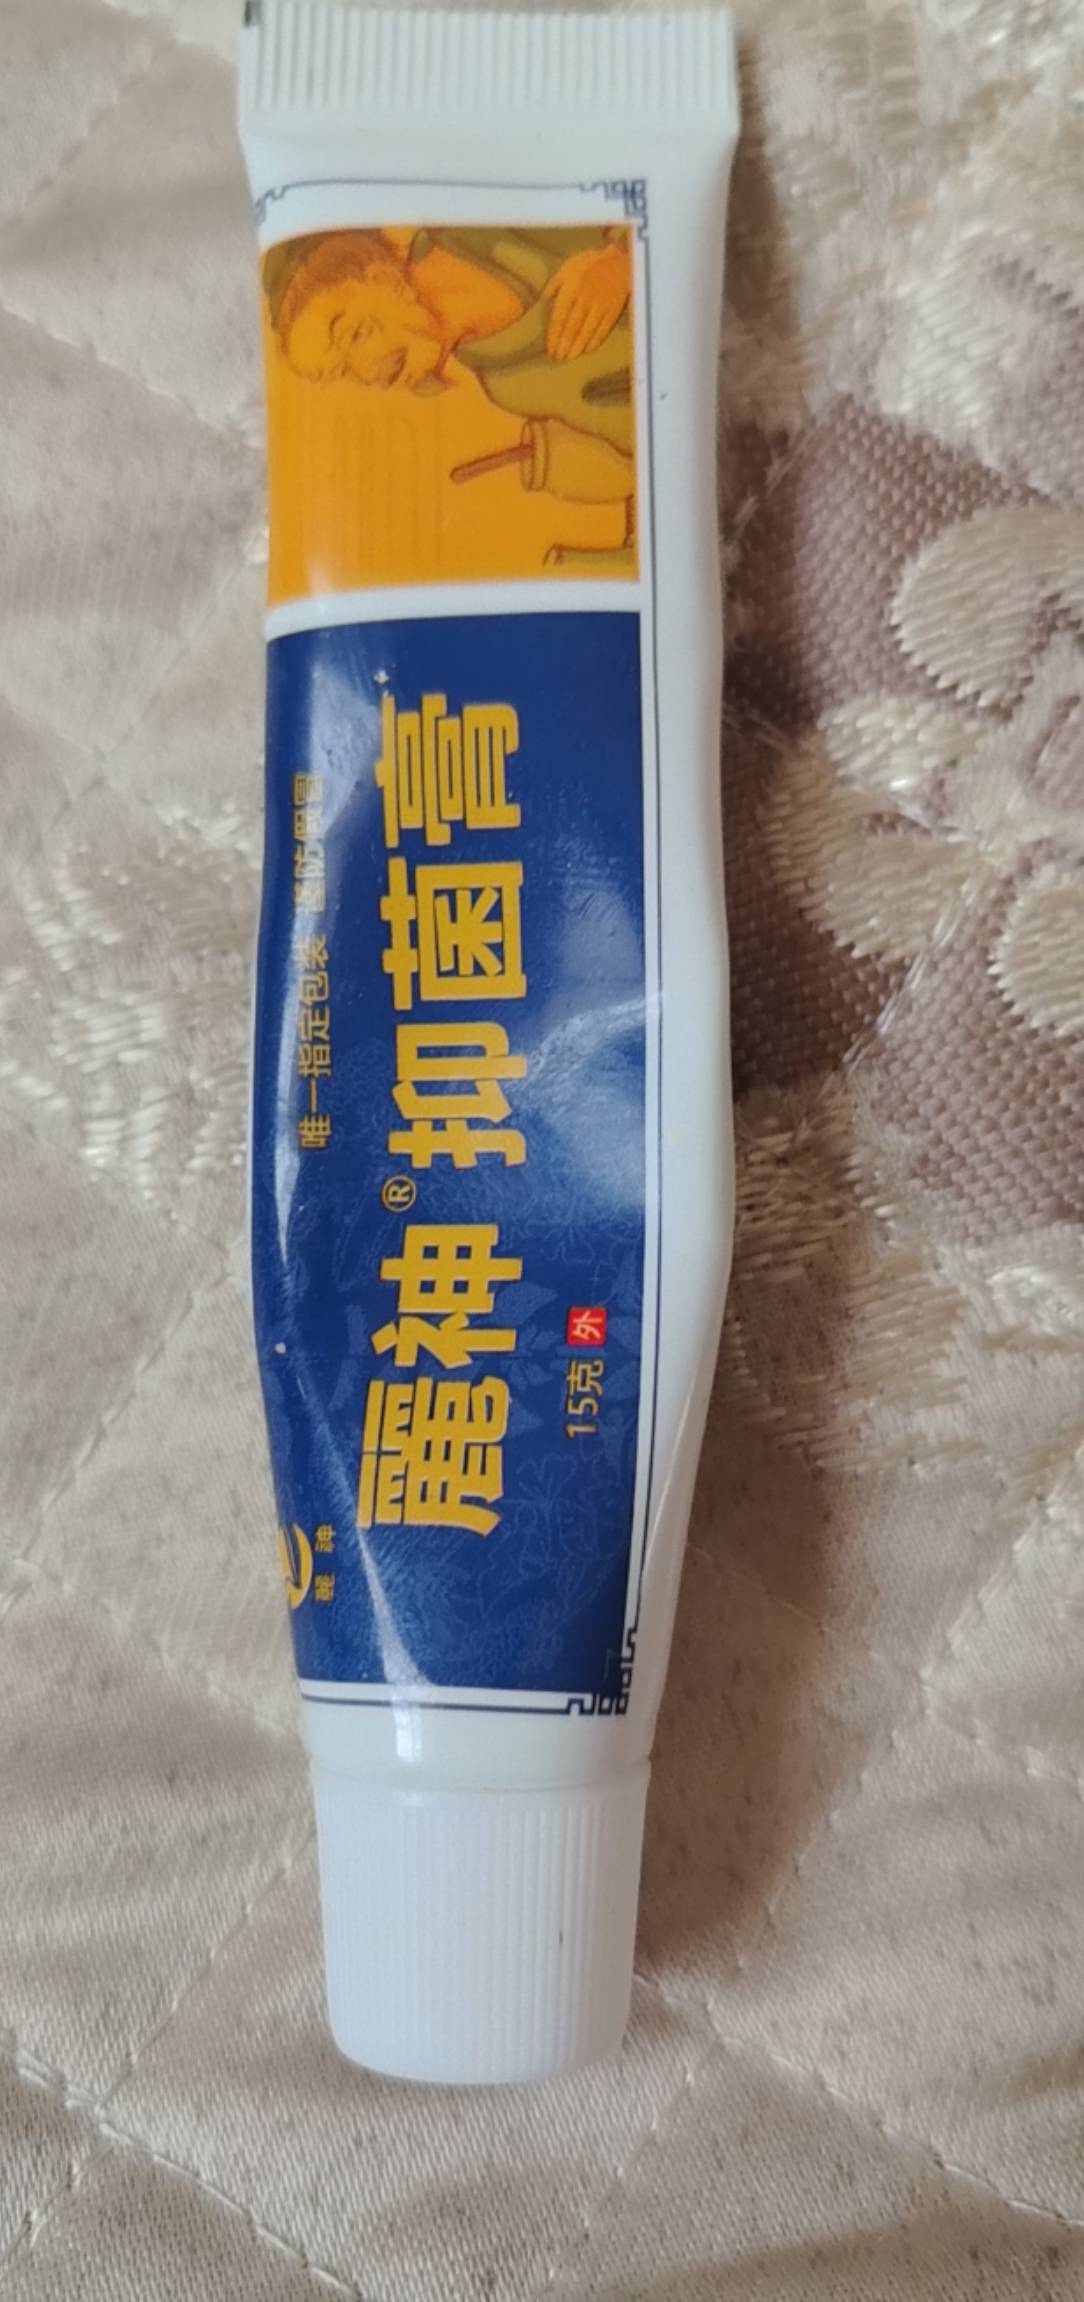 麗神
唯一指定包装 谨防假冒
麗神®抑菌膏
15克 外